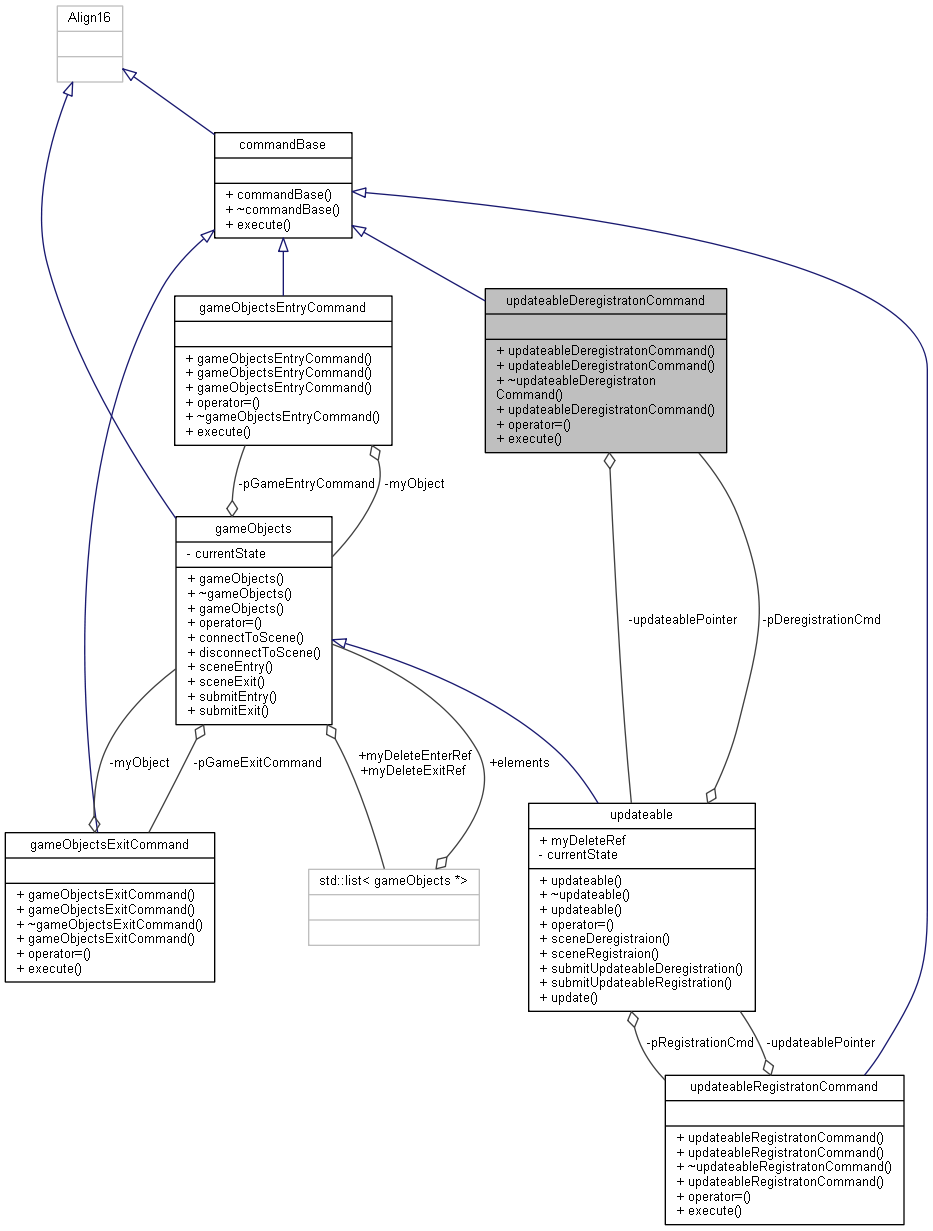 Align16
commandBase
+ commandBase()
+ ~commandBase()
+ execute()
gameObjectsEntryCommand
+ gameObjectsEntryCommand()
+ gameObjectsEntryCommand()
+ gameObjectsEntryCommand()
+ operator=()
+ ~gameObjectsEntryCommand()
+ execute()
updateableDeregistratonCommand
+ updateableDeregistratonCommand()
+ updateableDeregistratonCommand()
+ ~updateableDeregistraton
Command()
+ updateableDeregistratonCommand()
+ operator=()
+ execute()
-pGameEntryCommand
-myObject
gameObjects
- currentState
+ gameObjects()
+ ~gameObjects()
+ gameObjects()
+ operator=()
+ connectToScene()
+ disconnectToScene()
+ sceneEntry()
+ sceneExit()
+ submitEntry()
+ submitExit()
-updateablePointer
-pDeregistrationCmd
-myObject
-pGameExitCommand
+myDeleteEnterRef
+myDeleteExitRef
+elements
gameObjectsExitCommand
+ gameObjectsExitCommand()
+ gameObjectsExitCommand()
+ ~gameObjectsExitCommand()
+ gameObjectsExitCommand()
+ operator=()
+ execute()
std::list< gameObjects *>
updateable
+ myDeleteRef
- currentState
+ updateable()
+ ~updateable()
+ updateable()
+ operator=()
+ sceneDeregistraion()
+ sceneRegistraion()
+ submitUpdateableDeregistration()
+ submitUpdateableRegistration()
+ update()
-pRegistrationCmd
-updateablePointer
updateableRegistratonCommand
+ updateableRegistratonCommand()
+ updateableRegistratonCommand()
+ ~updateableRegistratonCommand()
+ updateableRegistratonCommand()
+ operator=()
+ execute()